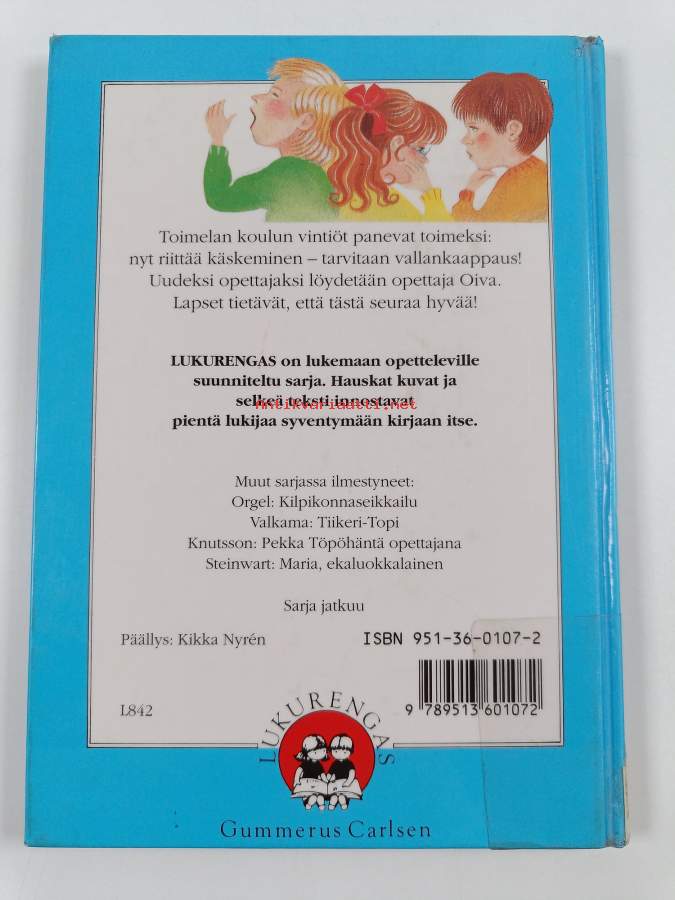 Toimelan koulun vintiöt panevat toimeksi:
nyt riittää käskeminen – tarvitaan vallankaappaus!
Uudeksi opettajaksi löydetään opettaja Oiva.
Lapset tietävät, että tästä seuraa hyvää!
LUKURENGAS on lukemaan opetteleville
suunniteltu sarja. Hauskat kuvat ja
selkeä teksti innostavat
Antikvariaatti.net
pientä lukijaa syventymään kirjaan itse.
Muut sarjassa ilmestyneet:
Orgel: Kilpikonnaseikkailu
Valkama: Tiikeri-Topi
Knutsson: Pekka Töpöhäntä opettajana
Steinwart: Maria, ekaluokkalainen
Sarja jatkuu
Päällys: Kikka Nyrén
ISBN 951-36-0107-2
9 789513 601072
L842
LUKURENGAS
Gummerus Carlsen